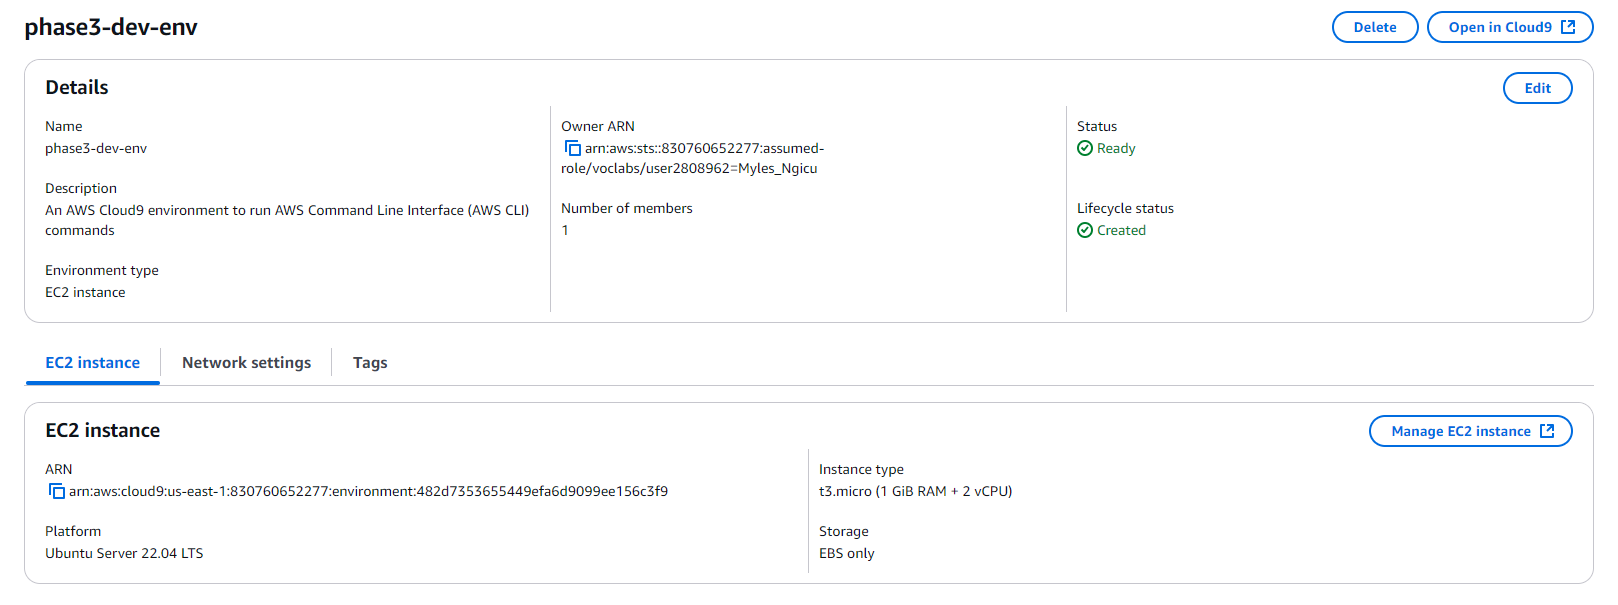 phase3-dev-env
Delete
Open in Cloud9
Details
Edit
Name
phase3-dev-env
Description
An AWS Cloud9 environment to run AWS Command Line Interface (AWS CLI)
commands
Environment type
EC2 instance
Owner ARN
arn:aws:sts::830760652277:assumed-
role/voclabs/user2808962=Myles_Ngicu
Number of members
1
Status
Ready
Lifecycle status
Created
EC2 instance
Network settings
Tags
EC2 instance
Manage EC2 instance
ARN
arn:aws:cloud9:us-east-1:830760652277:environment:482d7353655449efa6d9099ee156c3f9
Platform
Ubuntu Server 22.04 LTS
Instance type
t3.micro (1 GiB RAM + 2 vCPU)
Storage
EBS only